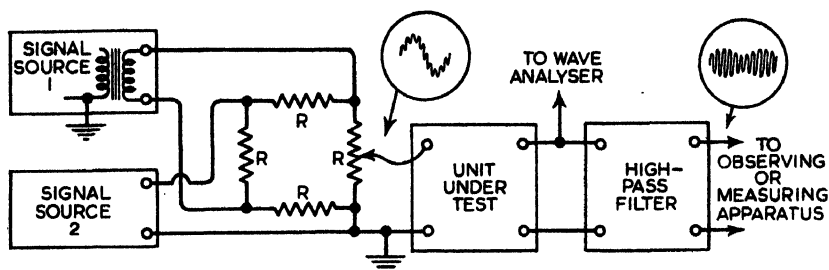 SIGNAL
SOURCE
1
SIGNAL
SOURCE
2
R
R
R
R
UNIT
UNDER
TEST
TO WAVE
ANALYSER
HIGH-
PASS
FILTER
TO
OBSERVING
OR
MEASURING
APPARATUS